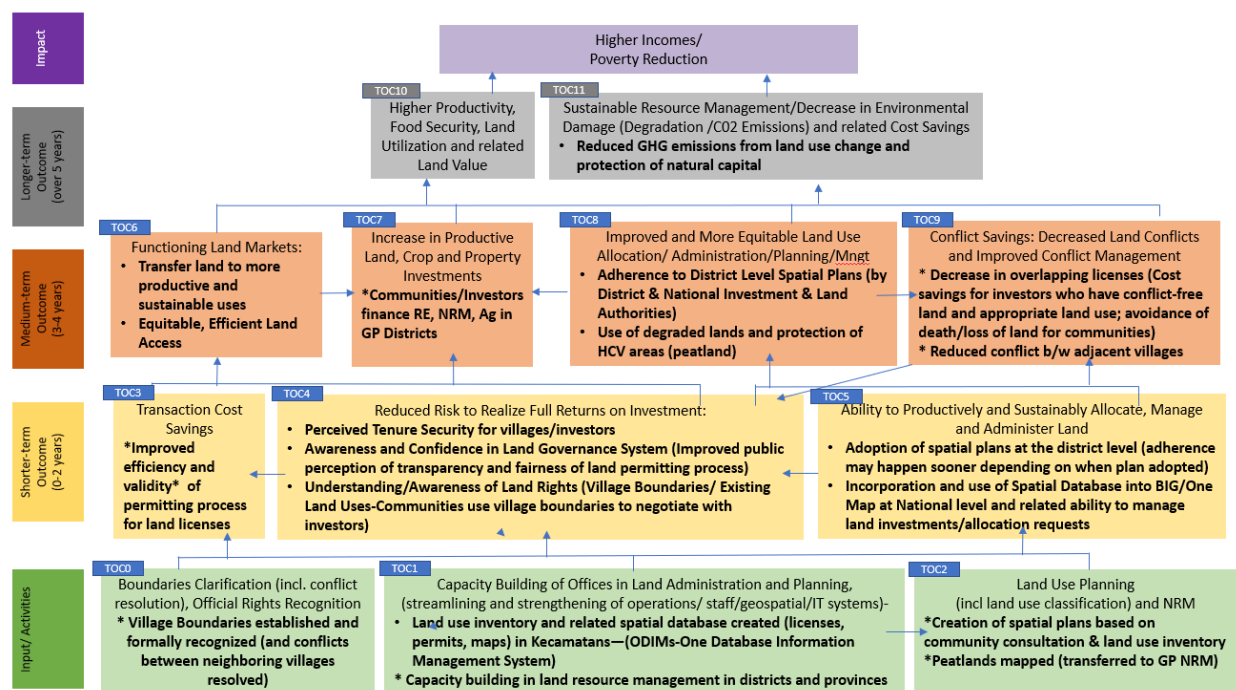 Impact
Higher Incomes/
Poverty Reduction
Longer-term
Outcome
(over 5 years)
TOC10
Higher Productivity,
Food Security, Land
Utilization and related
Land Value
TOC11
Sustainable Resource Management/Decrease in Environmental
Damage (Degradation /C02 Emissions) and related Cost Savings
• Reduced GHG emissions from land use change and
protection of natural capital
Medium-term
Outcome
(3-4 years)
TOC6
Functioning Land Markets:
• Transfer land to more
productive and
sustainable uses
• Equitable, Efficient Land
Access
TOC7
Increase in Productive
Land, Crop and Property
Investments
*Communities/Investors
finance RE, NRM, Ag in
GP Districts
TOC8
Improved and More Equitable Land Use
Allocation/ Administration/Planning/Mngt
• Adherence to District Level Spatial Plans (by
District & National Investment & Land
Authorities)
• Use of degraded lands and protection of
HCV areas (peatland)
TOC9
Conflict Savings: Decreased Land Conflicts
and Improved Conflict Management
* Decrease in overlapping licenses (Cost
savings for investors who have conflict-free
land and appropriate land use; avoidance of
death/loss of land for communities)
* Reduced conflict b/w adjacent villages
Shorter-term
Outcome
(0-2 years)
TOC3
Transaction Cost
Savings
*Improved
efficiency and
validity* of
permitting process
for land licenses
TOC4
Reduced Risk to Realize Full Returns on Investment:
• Perceived Tenure Security for villages/investors
• Awareness and Confidence in Land Governance System (Improved public
perception of transparency and fairness of land permitting process)
• Understanding/Awareness of Land Rights (Village Boundaries/ Existing
Land Uses-Communities use village boundaries to negotiate with
investors)
TOC5
Ability to Productively and Sustainably Allocate, Manage
and Administer Land
• Adoption of spatial plans at the district level (adherence
may happen sooner depending on when plan adopted)
• Incorporation and use of Spatial Database into BIG/One
Map at National level and related ability to manage
land investments/allocation requests
Input/ Activities
TOC0
Boundaries Clarification (incl. conflict
resolution), Official Rights Recognition
* Village Boundaries established and
formally recognized (and conflicts
between neighboring villages
resolved)
TOC1
Capacity Building of Offices in Land Administration and Planning,
(streamlining and strengthening of operations/ staff/geospatial/IT systems)-
• Land use inventory and related spatial database created (licenses,
permits, maps) in Kecamatans—(ODIMs-One Database Information
Management System)
* Capacity building in land resource management in districts and provinces
TOC2
Land Use Planning
(incl land use classification) and NRM
*Creation of spatial plans based on
community consultation & land use inventory
*Peatlands mapped (transferred to GP NRM)